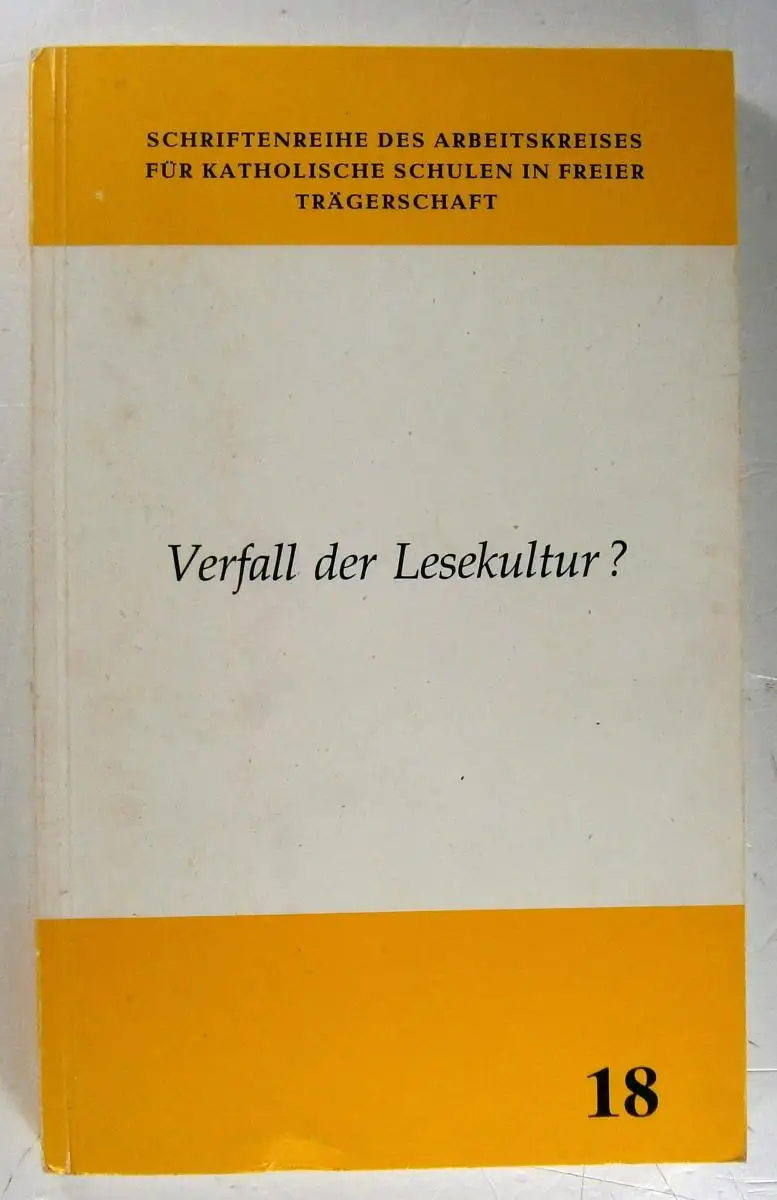 SCHRIFTENREIHE DES ARBEITSKREISES
FÜR KATHOLISCHE SCHULEN IN FREIER
TRÄGERSCHAFT
Verfall der Lesekultur?
18